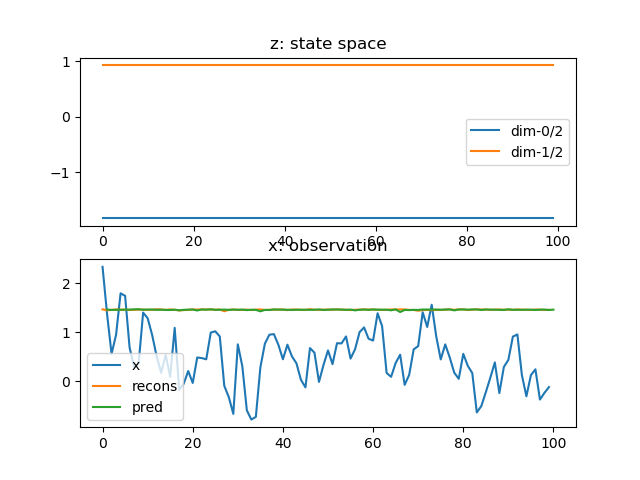 z: state space
1
0
−1
dim-0/2
dim-1/2
0 20 40 60 80 100
x: observation
2
1
0
x
recons
pred
0 20 40 60 80 100